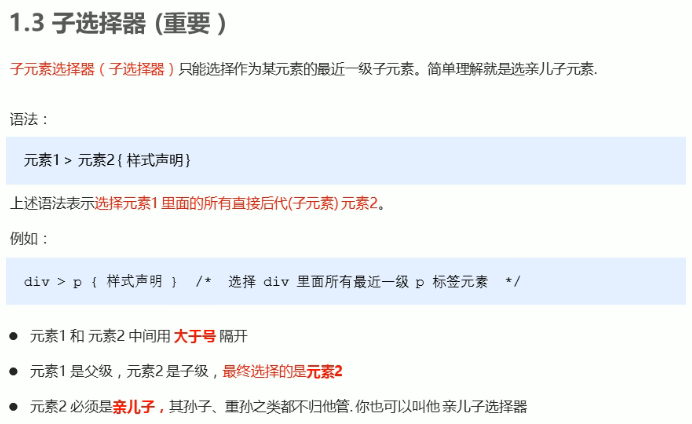 1.3 子选择器 (重要）
子元素选择器（子选择器）只能选择作为某元素的最近一级子元素。简单理解就是选亲儿子元素.
语法：
元素1 > 元素2 { 样式声明 }
上述语法表示选择元素1 里面的所有直接后代(子元素) 元素2。
例如：
div > p { 样式声明 } /* 选择 div 里面所有最近一级 p 标签元素 */
● 元素1 和 元素2 中间用 大于号 隔开
● 元素1 是父级，元素2 是子级，最终选择的是元素2
● 元素2 必须是亲儿子，其孙子、重孙之类都不归他管. 你也可以叫他 亲儿子选择器